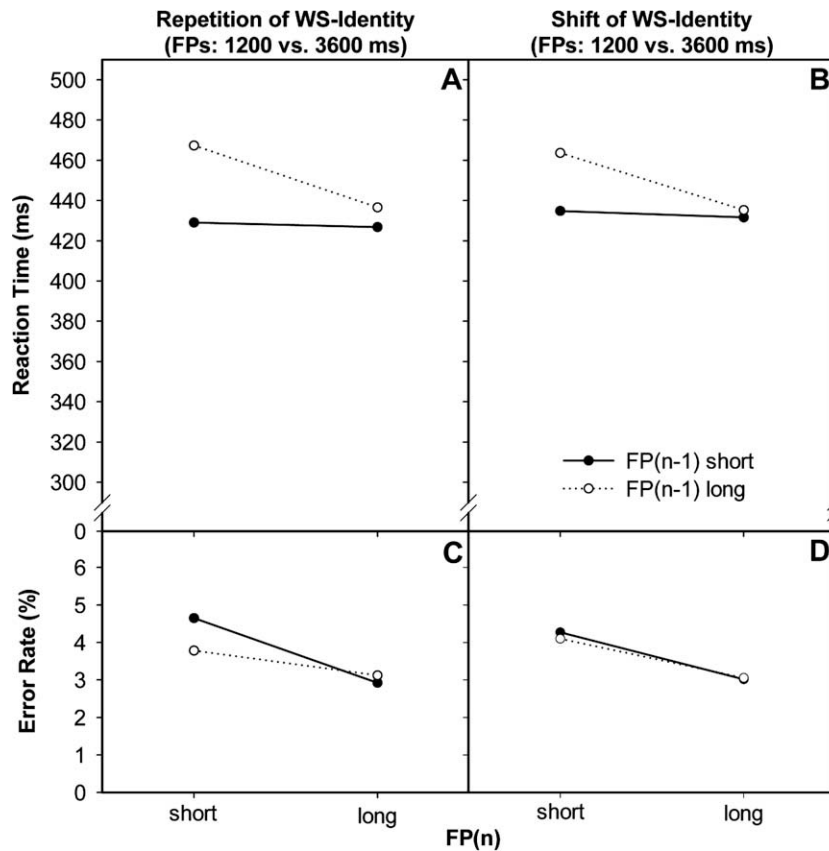 Repetition of WS-Identity
(FPs: 1200 vs. 3600 ms)
Shift of WS-Identity
(FPs: 1200 vs. 3600 ms)
A
B
Reaction Time (ms)
500
480
460
440
420
400
380
360
340
320
300
0
FP(n-1) short
FP(n-1) long
C
D
Error Rate (%)
6
5
4
3
2
1
0
short
long
short
long
FP(n)